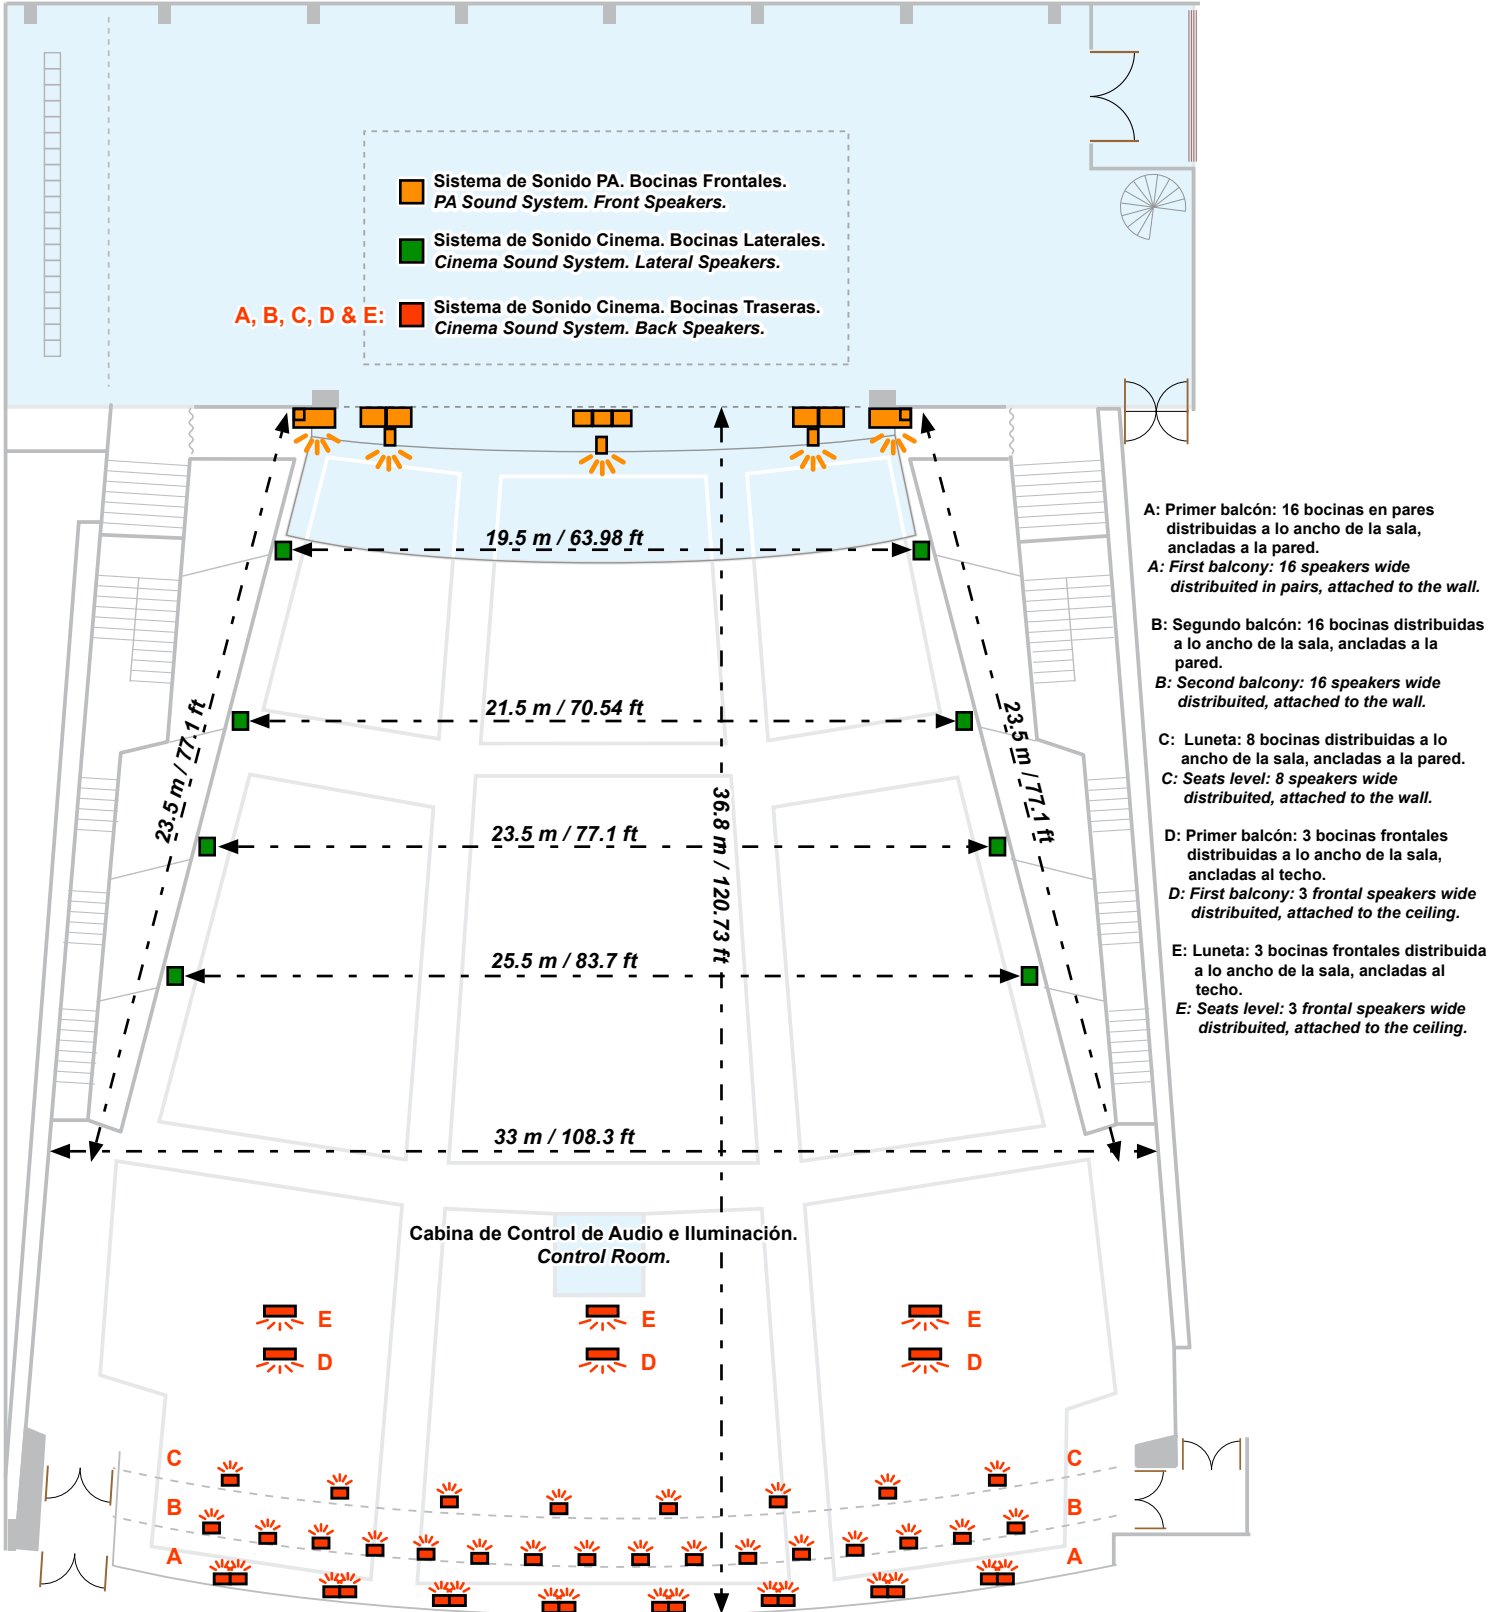 Sistema de Sonido PA. Bocinas Frontales.
PA Sound System. Front Speakers.
Sistema de Sonido Cinema. Bocinas Laterales.
Cinema Sound System. Lateral Speakers.
A, B, C, D & E:
Sistema de Sonido Cinema. Bocinas Traseras.
Cinema Sound System. Back Speakers.
19.5 m / 63.98 ft
21.5 m / 70.54 ft
23.5 m / 77.1 ft
23.5 m / 77.1 ft
36.8 m / 120.73 ft
23.5 m / 77.1 ft
25.5 m / 83.7 ft
33 m / 108.3 ft
A: Primer balcón: 16 bocinas en pares
distribuidas a lo ancho de la sala,
ancladas a la pared.
A: First balcony: 16 speakers wide
distribuited in pairs, attached to the wall.
B: Segundo balcón: 16 bocinas distribuidas
a lo ancho de la sala, ancladas a la
pared.
B: Second balcony: 16 speakers wide
distribuited, attached to the wall.
C: Luneta: 8 bocinas distribuidas a lo
ancho de la sala, ancladas a la pared.
C: Seats level: 8 speakers wide
distribuited, attached to the wall.
D: Primer balcón: 3 bocinas frontales
distribuidas a lo ancho de la sala,
ancladas al techo.
D: First balcony: 3 frontal speakers wide
distribuited, attached to the ceiling.
E: Luneta: 3 bocinas frontales distribuida
a lo ancho de la sala, ancladas al
techo.
E: Seats level: 3 frontal speakers wide
distribuited, attached to the ceiling.
Cabina de Control de Audio e Iluminación.
Control Room.
E
E
E
D
D
D
C
C
B
B
A
A